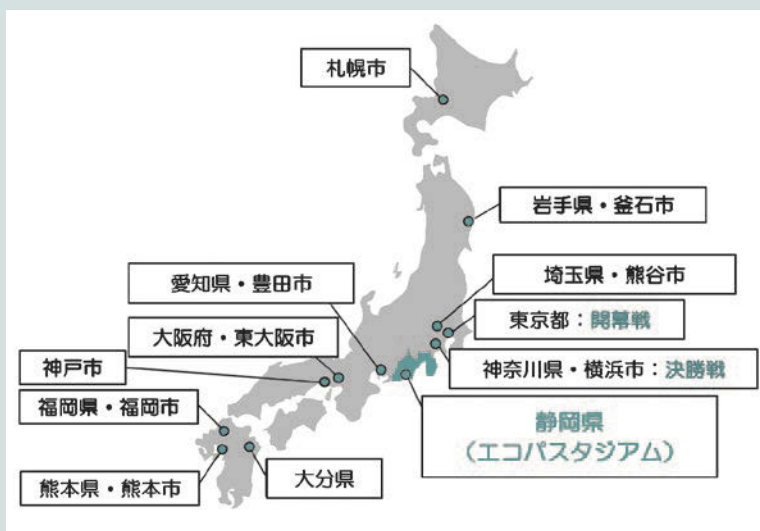 札幌市
岩手県・釜石市
埼玉県・熊谷市
愛知県・豊田市
東京都：開幕戦
大阪府・東大阪市
神戸市
神奈川県・横浜市：決勝戦
福岡県・福岡市
静岡県
（エコパスタジアム）
大分県
熊本県・熊本市